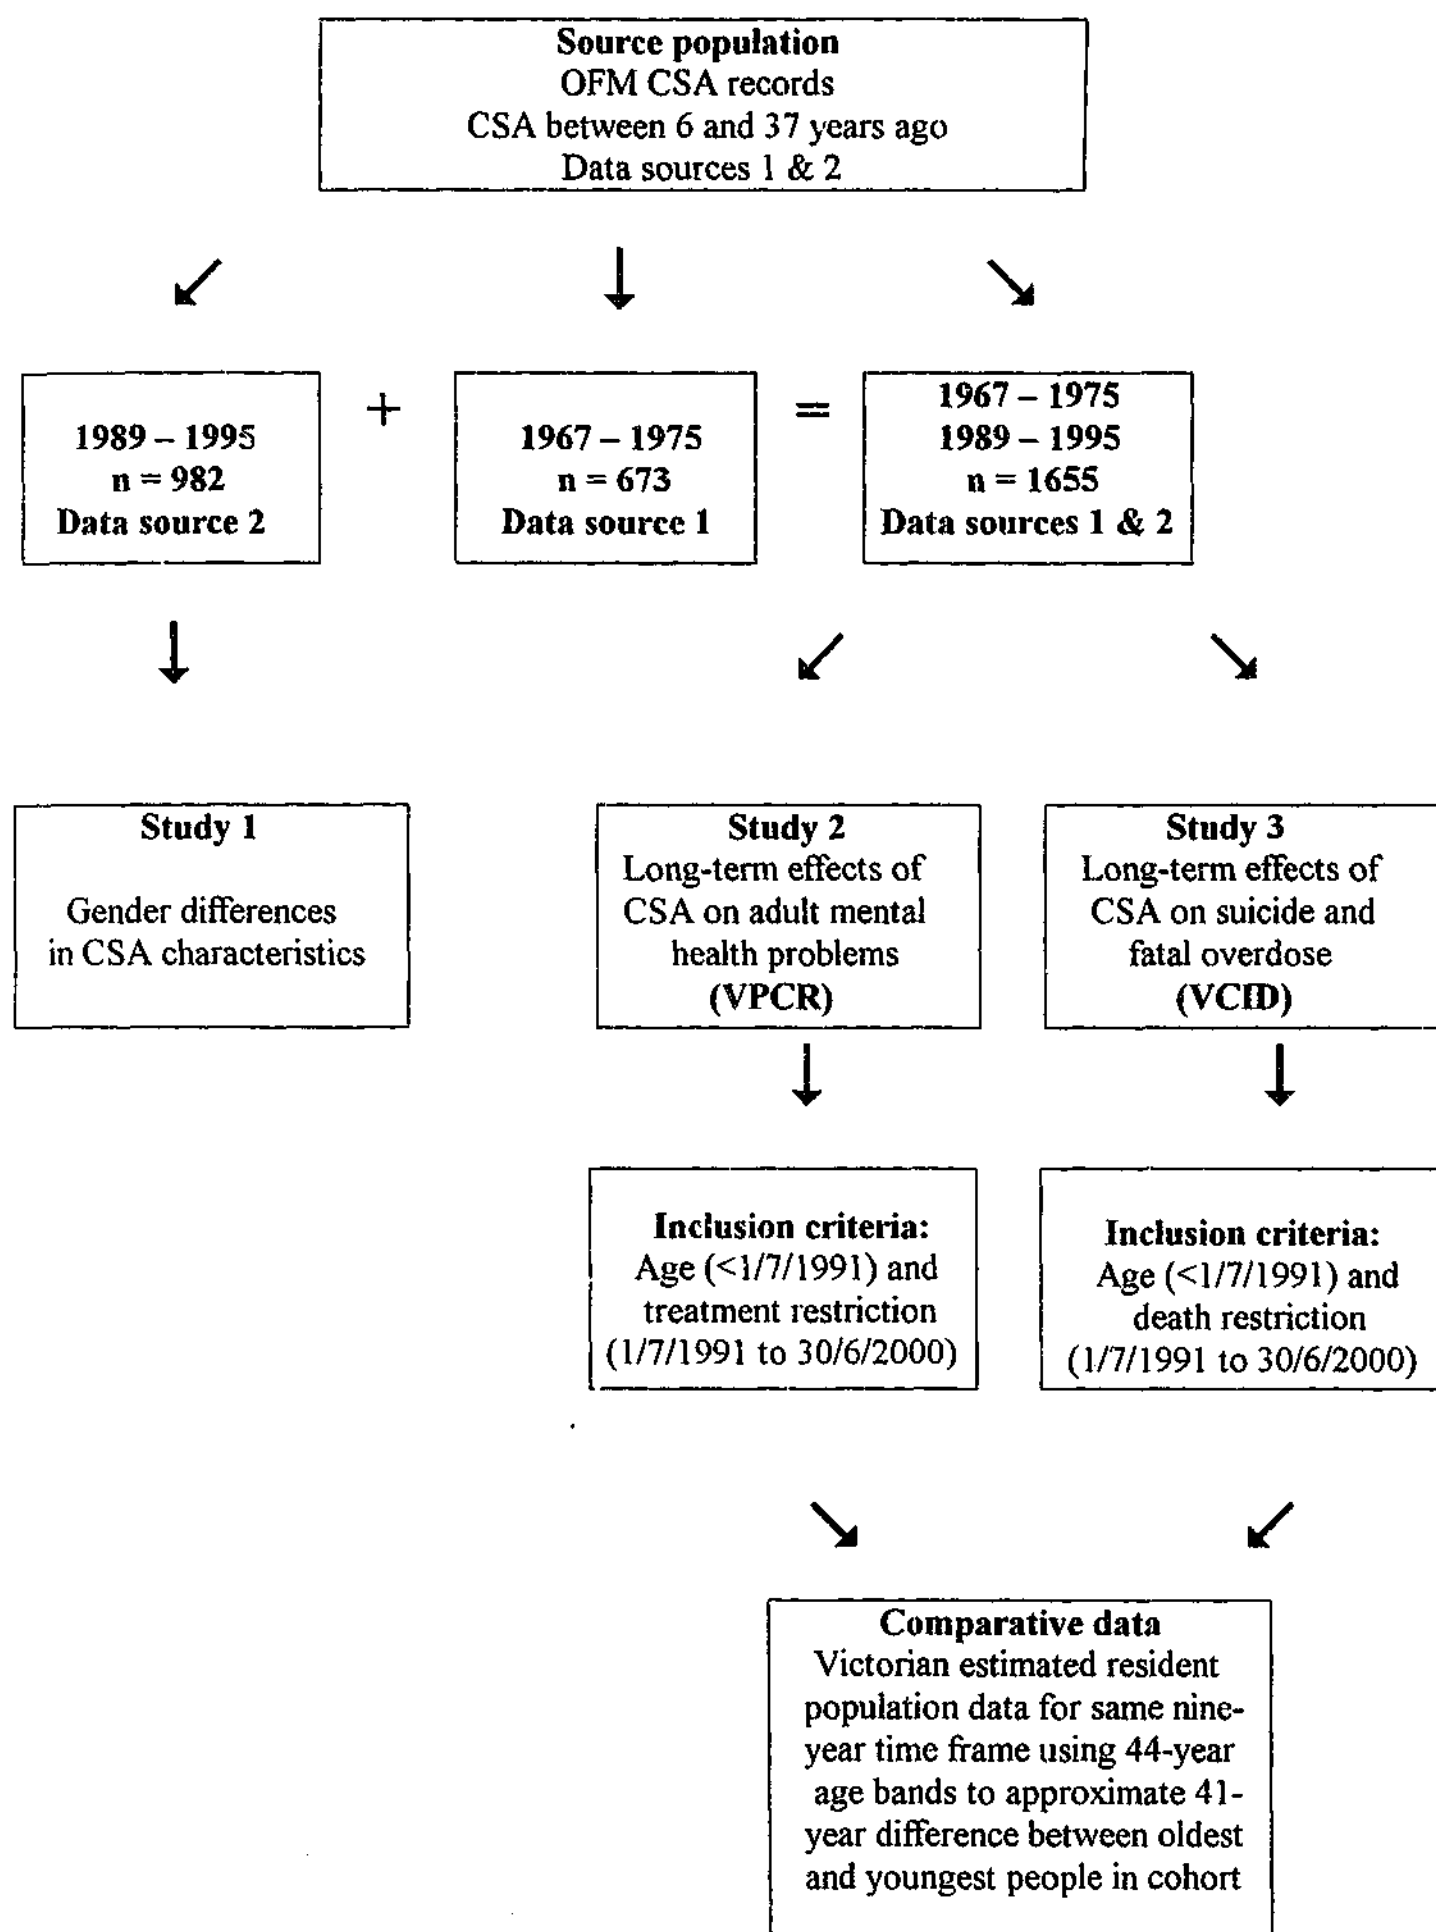 Source population
OFM CSA records
CSA between 6 and 37 years ago
Data sources 1 & 2
1989 – 1995
n = 982
Data source 2
+
1967 – 1975
n = 673
Data source 1
=
1967 – 1975
1989 – 1995
n = 1655
Data sources 1 & 2
Study 1
Gender differences
in CSA characteristics
Study 2
Long-term effects of
CSA on adult mental
health problems
(VPCR)
Study 3
Long-term effects of
CSA on suicide and
fatal overdose
(VCID)
Inclusion criteria:
Age (<1/7/1991) and
treatment restriction
(1/7/1991 to 30/6/2000)
Inclusion criteria:
Age (<1/7/1991) and
death restriction
(1/7/1991 to 30/6/2000)
Comparative data
Victorian estimated resident
population data for same nine-
year time frame using 44-year
age bands to approximate 41-
year difference between oldest
and youngest people in cohort